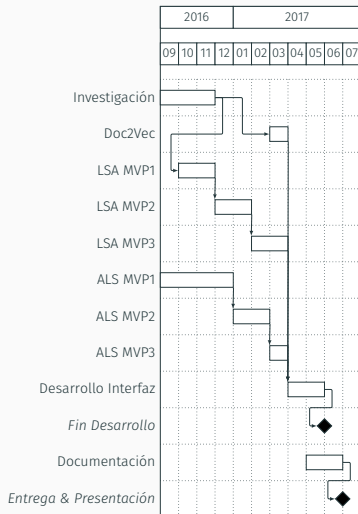 2016 2017
09 10 11 12 01 02 03 04 05 06 07
Investigación
Doc2Vec
LSA MVP1
LSA MVP2
LSA MVP3
ALS MVP1
ALS MVP2
ALS MVP3
Desarrollo Interfaz
Fin Desarrollo
Documentación
Entrega & Presentación